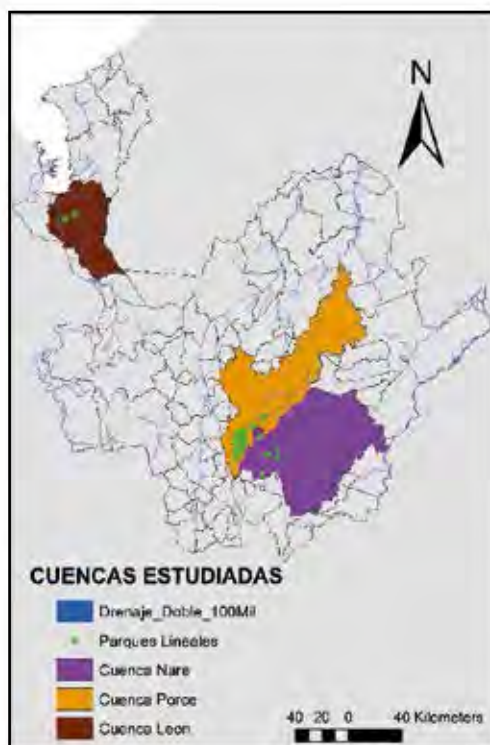 N
CUENCAS ESTUDIADAS
Drenaje_Doble_100Mil
Parques Lineales
Cuenca Nare
Cuenca Porce
Cuenca Leon
40 20 0 40 Kilometers